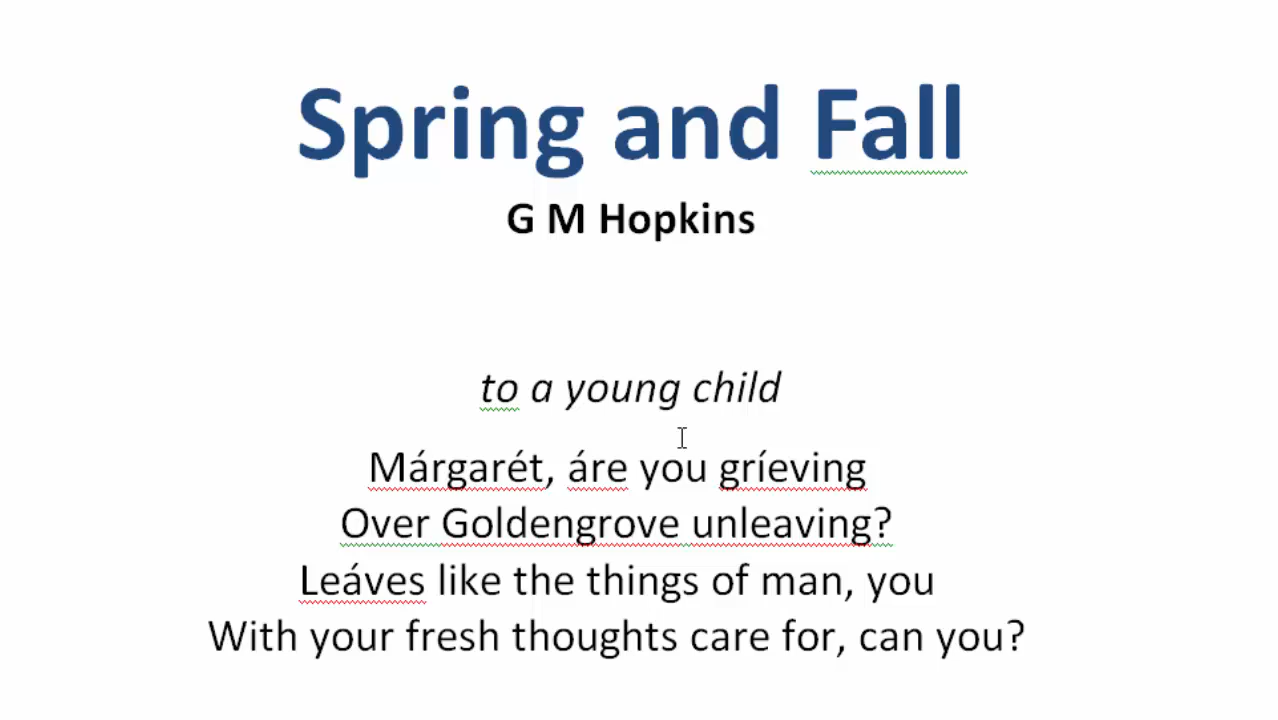 Spring and Fall
G M Hopkins
to a young child
Márgarét, áre you gríeving
Over Goldengrove unleaving?
Leáves like the things of man, you
With your fresh thoughts care for, can you?